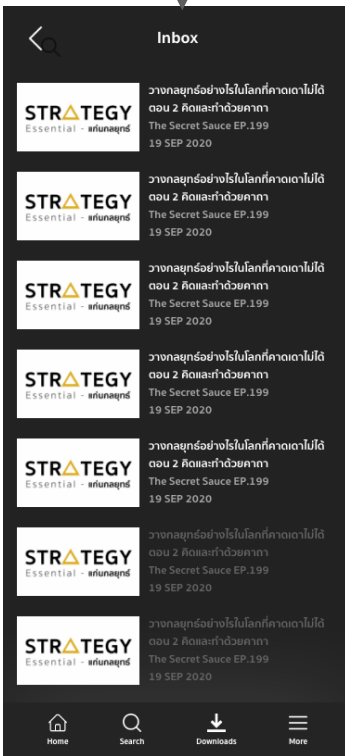 Inbox
STRATEGY
Essential - แก่นกลยุทธ์
วางกลยุทธ์อย่างไรในโลกที่คาดเดาไม่ได้
ตอน 2 คิดและทำด้วยคาถา
The Secret Sauce EP.199
19 SEP 2020
STRATEGY
Essential - แก่นกลยุทธ์
วางกลยุทธ์อย่างไรในโลกที่คาดเดาไม่ได้
ตอน 2 คิดและทำด้วยคาถา
The Secret Sauce EP.199
19 SEP 2020
STRATEGY
Essential - แก่นกลยุทธ์
วางกลยุทธ์อย่างไรในโลกที่คาดเดาไม่ได้
ตอน 2 คิดและทำด้วยคาถา
The Secret Sauce EP.199
19 SEP 2020
STRATEGY
Essential - แก่นกลยุทธ์
วางกลยุทธ์อย่างไรในโลกที่คาดเดาไม่ได้
ตอน 2 คิดและทำด้วยคาถา
The Secret Sauce EP.199
19 SEP 2020
STRATEGY
Essential - แก่นกลยุทธ์
วางกลยุทธ์อย่างไรในโลกที่คาดเดาไม่ได้
ตอน 2 คิดและทำด้วยคาถา
The Secret Sauce EP.199
19 SEP 2020
STRATEGY
Essential - แก่นกลยุทธ์
วางกลยุทธ์อย่างไรในโลกที่คาดเดาไม่ได้
ตอน 2 คิดและทำด้วยคาถา
The Secret Sauce EP.199
19 SEP 2020
STRATEGY
Essential - แก่นกลยุทธ์
วางกลยุทธ์อย่างไรในโลกที่คาดเดาไม่ได้
ตอน 2 คิดและทำด้วยคาถา
The Secret Sauce EP.199
19 SEP 2020
Home Search Downloads More